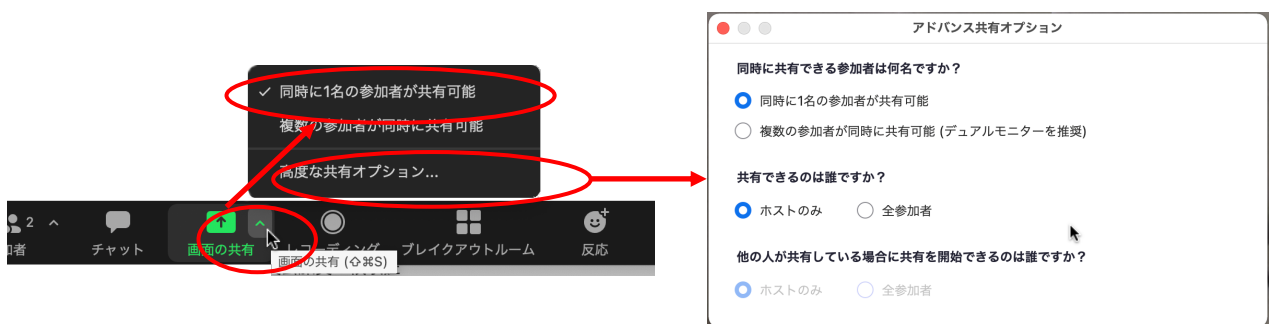 同時に1名の参加者が共有可能
複数の参加者が同時に共有可能
高度な共有オプション...
2
加者
チャット
画面の共有
レコーディング
ブレイクアウトルーム
反応
画面の共有 (⇧⌘S)
アドバンス共有オプション
同時に共有できる参加者は何名ですか？
同時に1名の参加者が共有可能
複数の参加者が同時に共有可能 (デュアルモニターを推奨)
共有できるのは誰ですか？
ホストのみ 全参加者
他の人が共有している場合に共有を開始できるのは誰ですか？
ホストのみ 全参加者